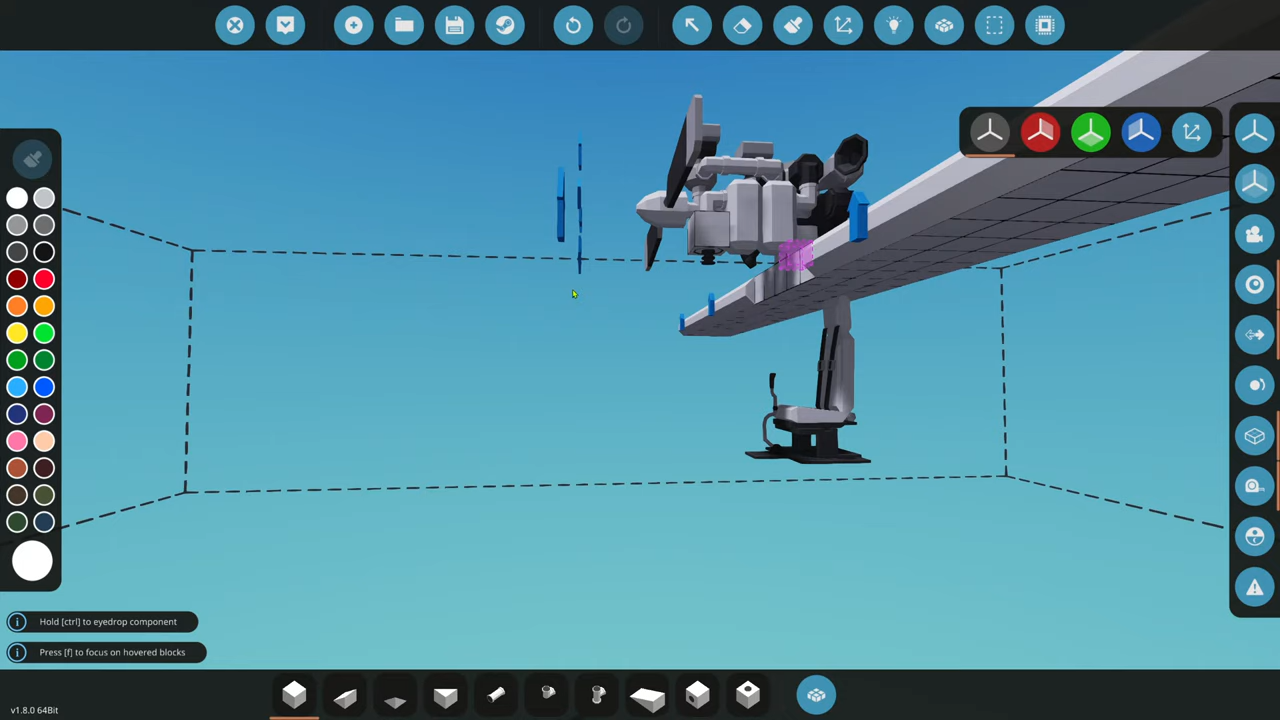 Hold [ctrl] to eyedrop component
Press [f] to focus on hovered blocks
v1.8.0 64Bit